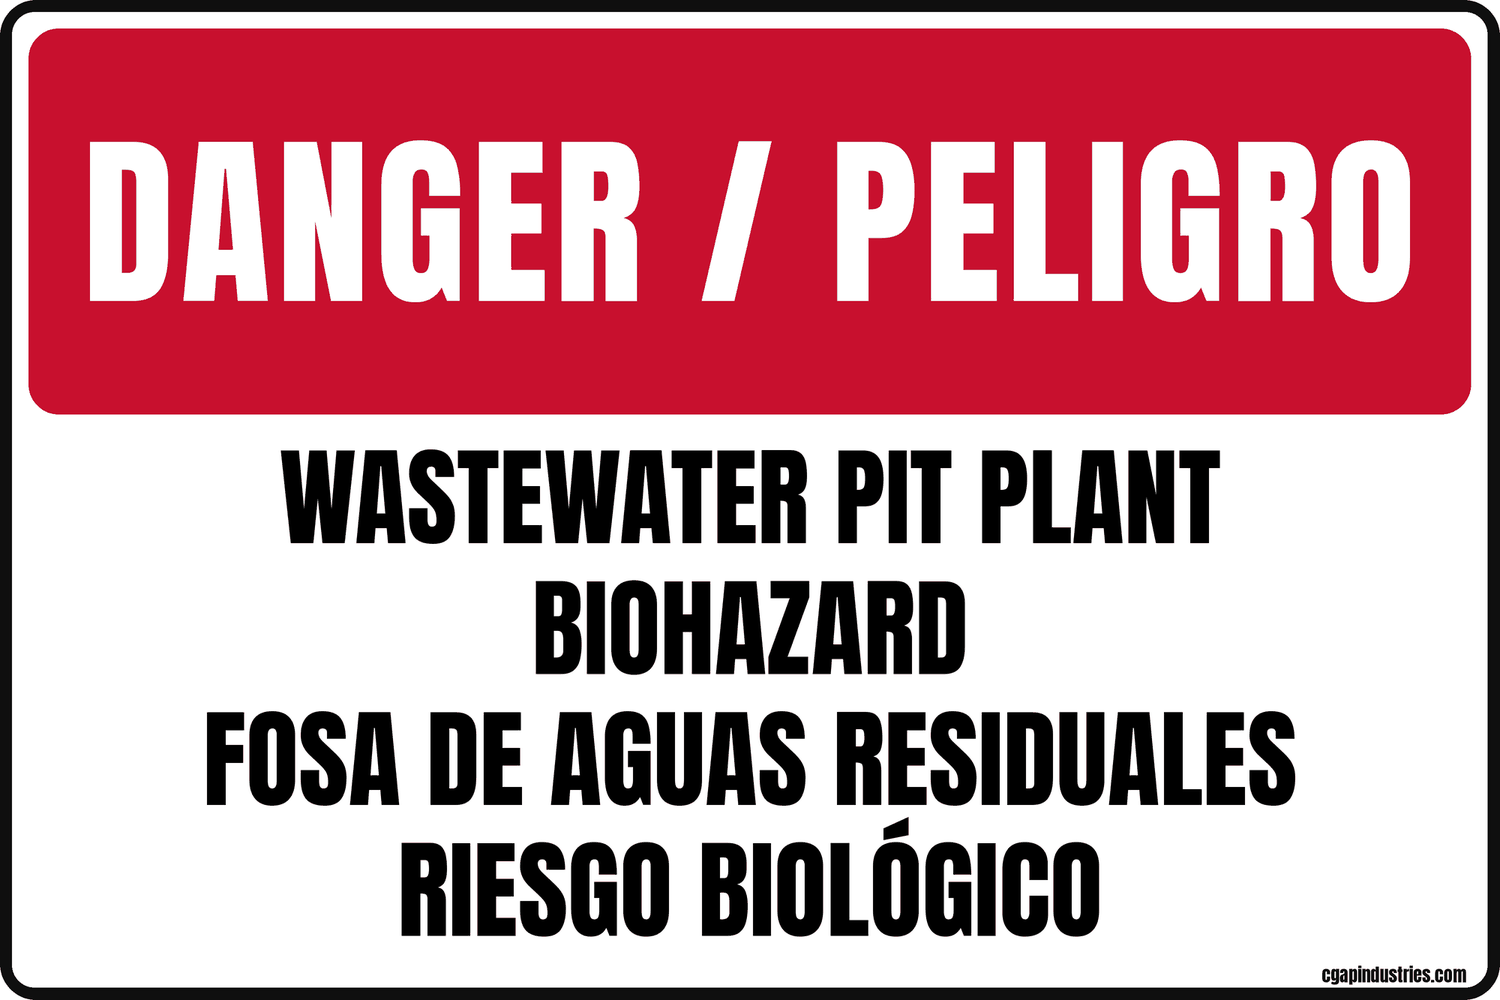 DANGER / PELIGRO
WASTEWATER PIT PLANT
BIOHAZARD
FOSA DE AGUAS RESIDUALES
RIESGO BIOLÓGICO
cgapindustries.com